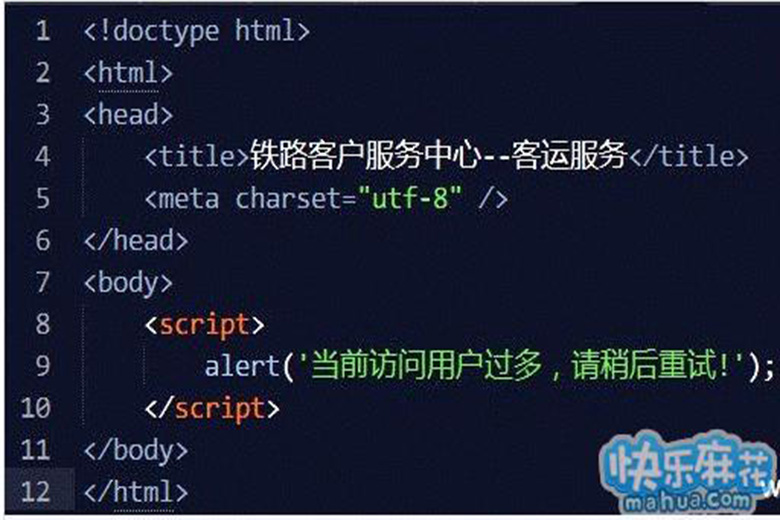 1 <!doctype html>
2 <html>
3 <head>
4 <title>铁路客户服务中心--客运服务</title>
5 <meta charset="utf-8" />
6 </head>
7 <body>
8 <script>
9 alert('当前访问用户过多，请稍后重试!');
10 </script>
11 </body>
12 </html>
快乐麻花
mahua.com